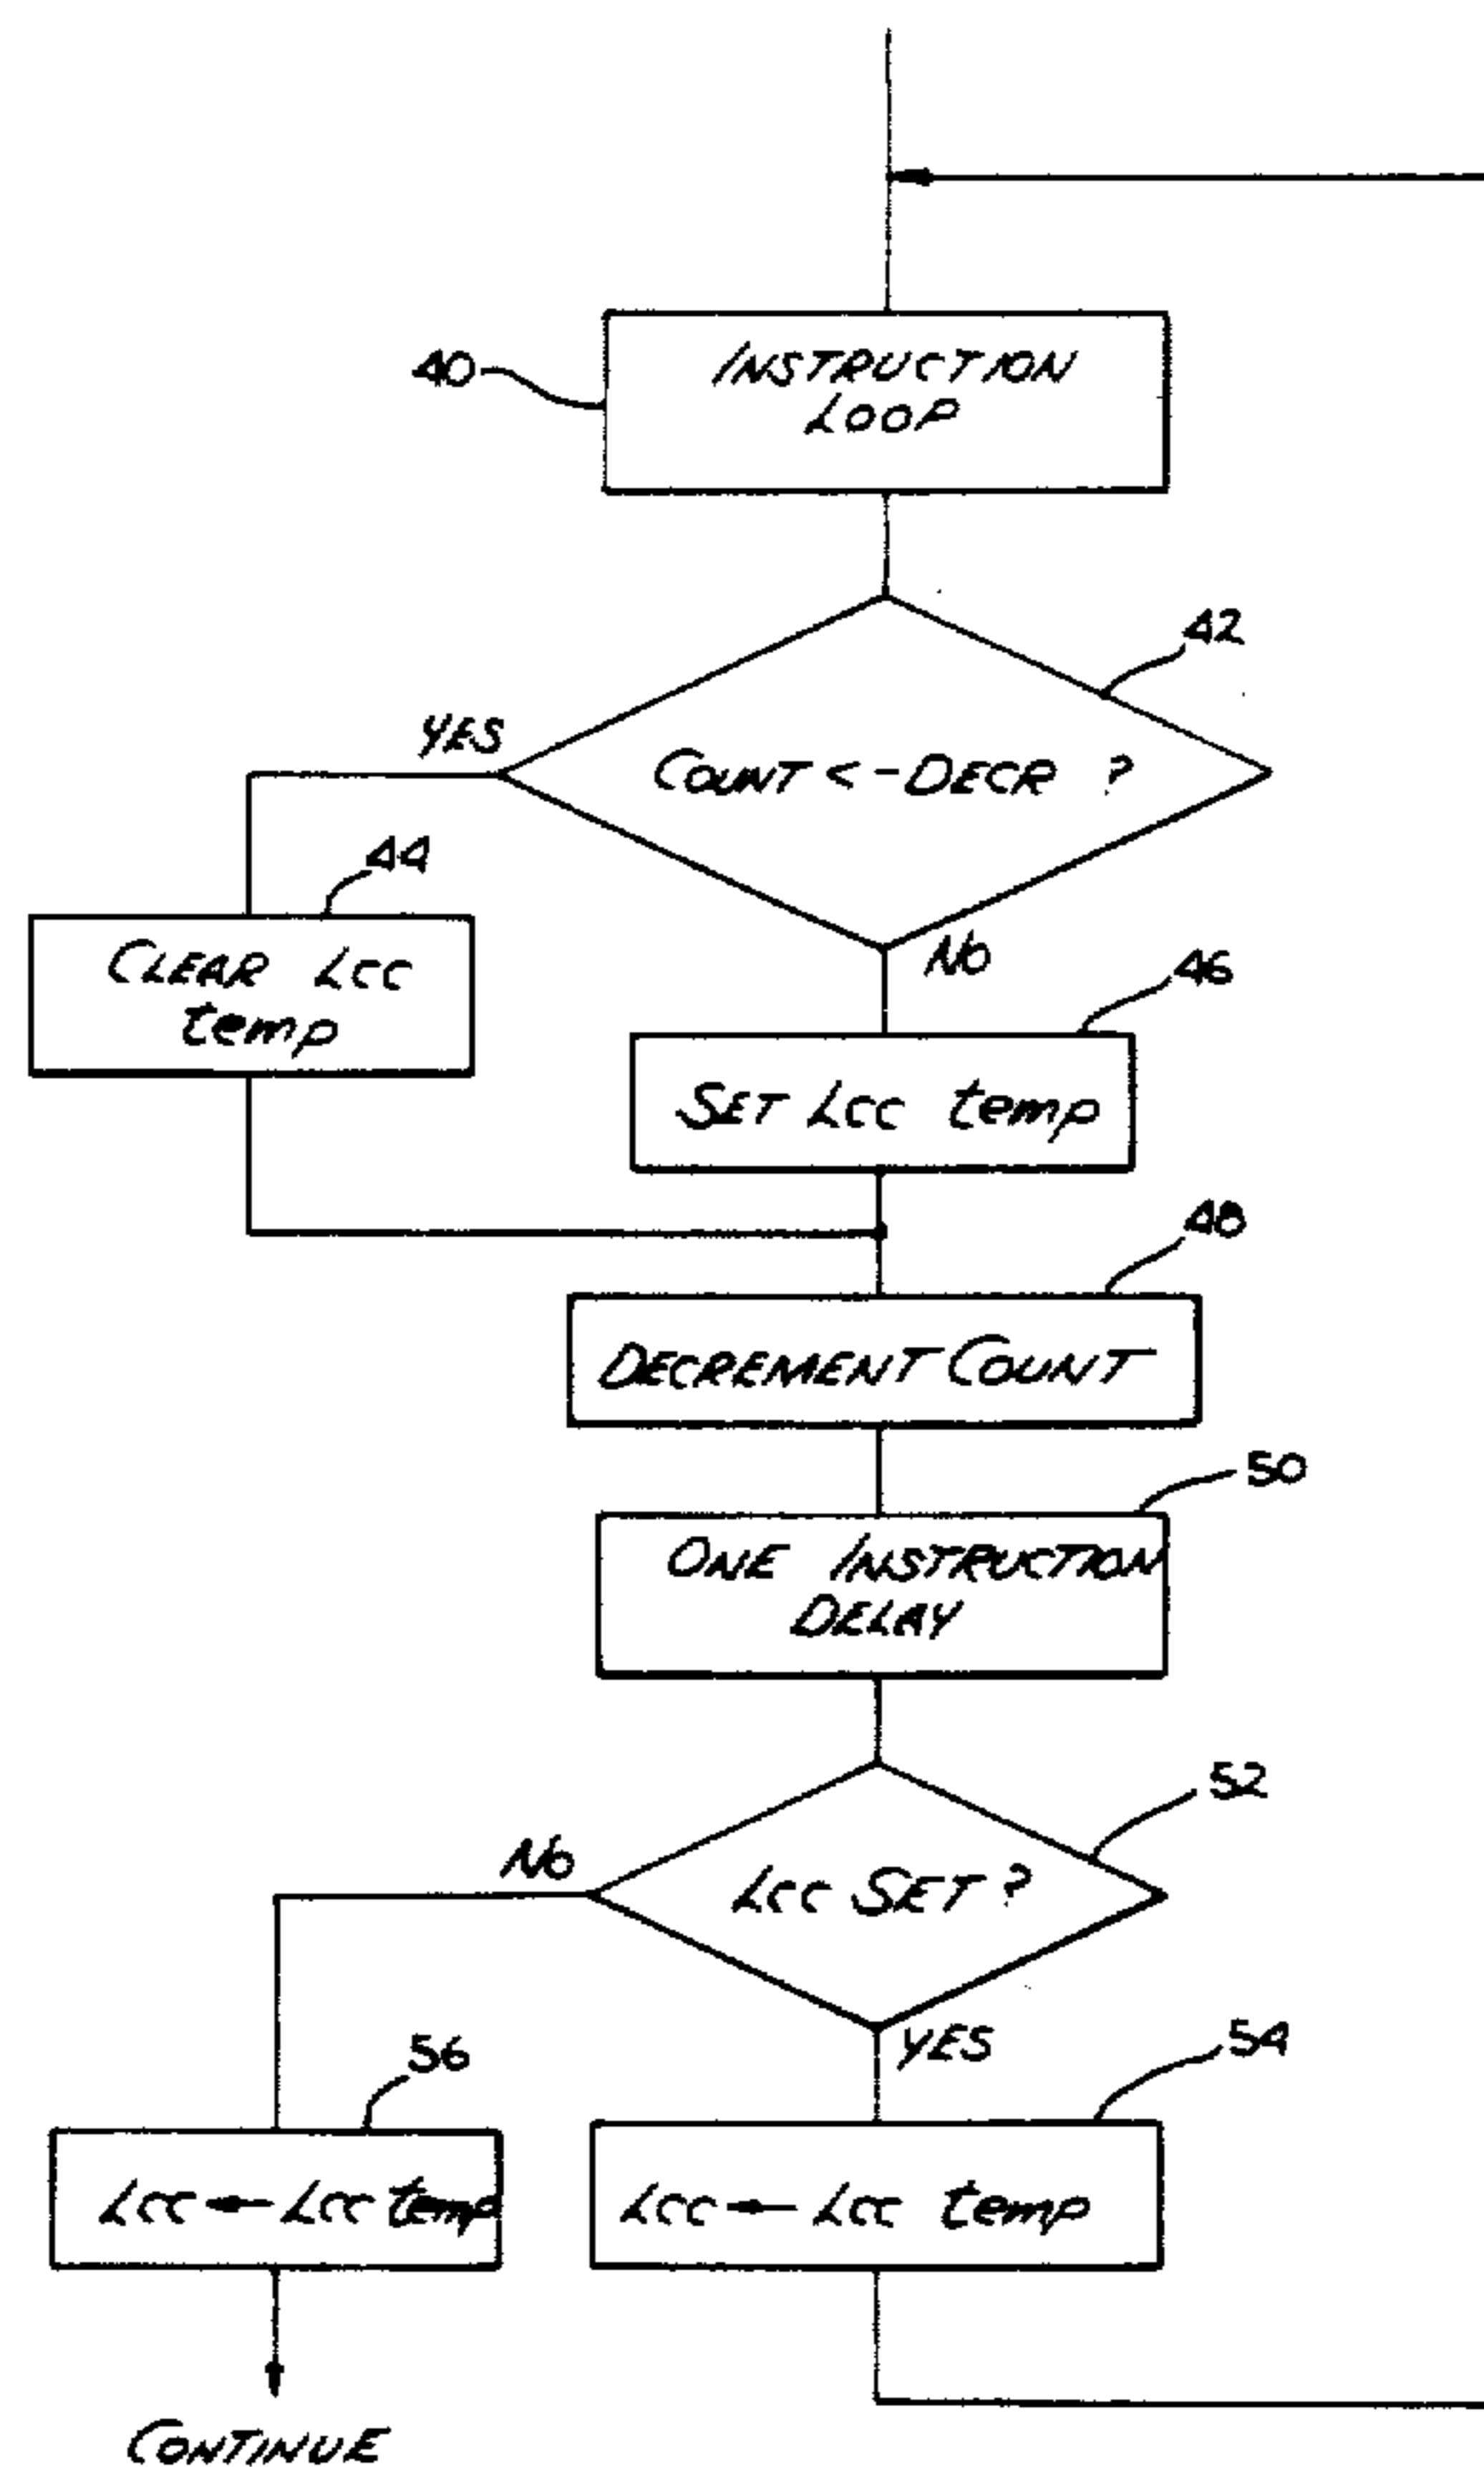 40
INSTRUCTION
LOOP
42
YES
COUNT <-DECR ?
44
CLEAR LCC
temp
NO
46
SET LCC temp
48
DECREMENT COUNT
50
ONE INSTRUCTION
DELAY
52
NO
LCC SET ?
YES
56
54
LCC ← LCC temp
LCC ← LCC temp
CONTINUE